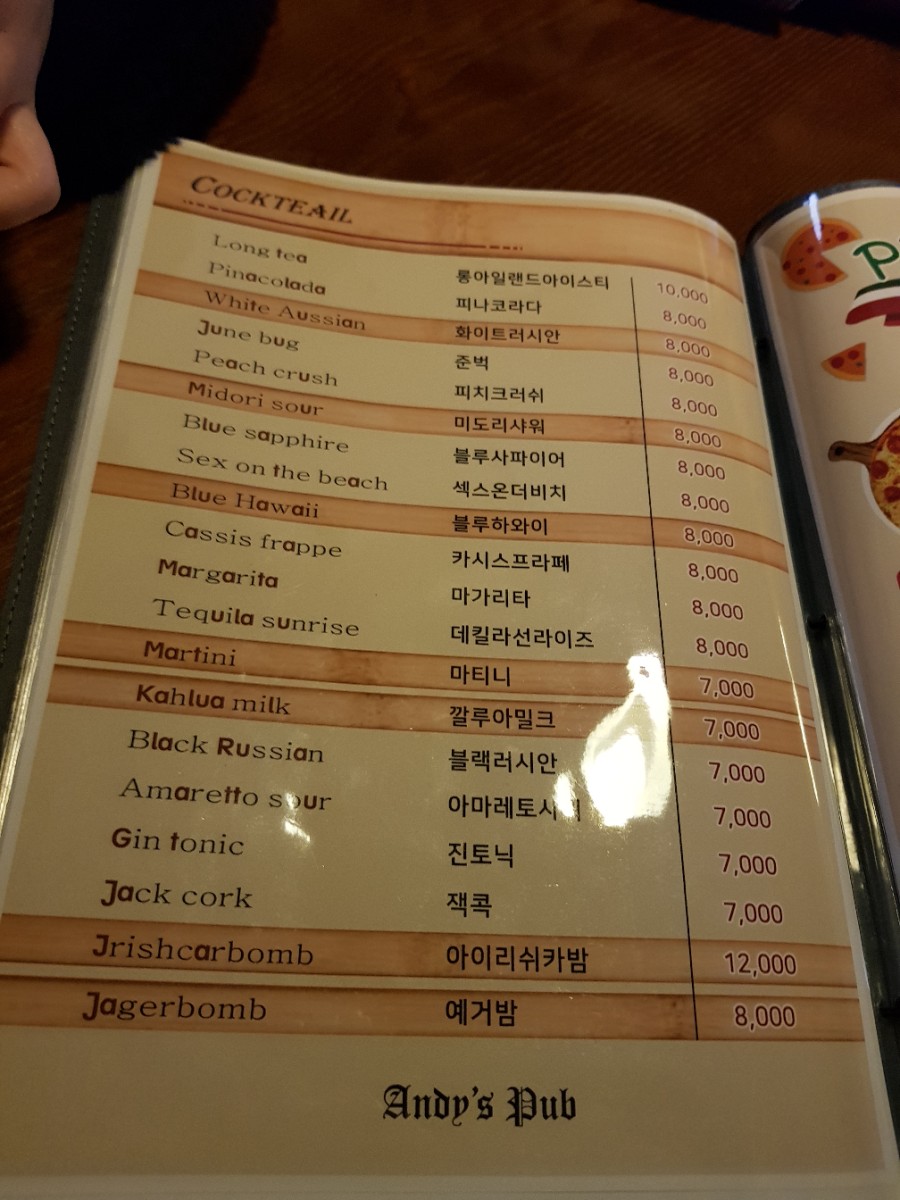 COCKTEAIL
Long tea 롱아일랜드아이스티 10,000
Pinacolada 피나코라다 8,000
White Aussian 화이트러시안 8,000
June bug 준벅 8,000
Peach crush 피치크러쉬 8,000
Midori sour 미도리샤워 8,000
Blue sapphire 블루사파이어 8,000
Sex on the beach 섹스온더비치 8,000
Blue Hawaii 블루하와이 8,000
Cassis frappe 카시스프라페 8,000
Margarita 마가리타 8,000
Tequila sunrise 데킬라선라이즈 8,000
Martini 마티니 7,000
Kahlua milk 깔루아밀크 7,000
Black Russian 블랙러시안 7,000
Amaretto sour 7,000
Gin tonic 진토닉 7,000
Jack cork 잭콕 7,000
Jrishcarbomb 아이리쉬카밤 12,000
Jagerbomb 예거밤 8,000
Andy's Pub